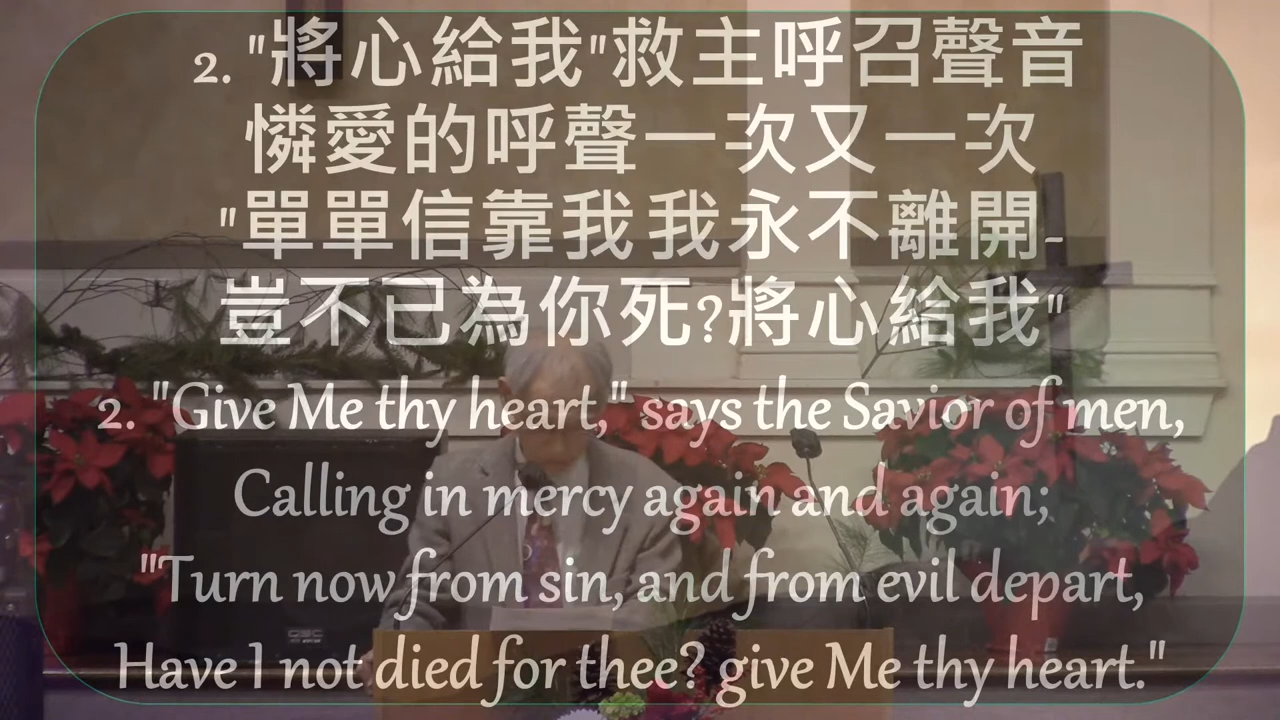 2. "將心給我"救主呼召聲音
憐愛的呼聲一次又一次
"單單信靠我我永不離開-
豈不已為你死?將心給我"
2. "Give Me thy heart," says the Savior of men,
Calling in mercy again and again;
"Turn now from sin, and from evil depart,
Have I not died for thee? give Me thy heart."
QSC